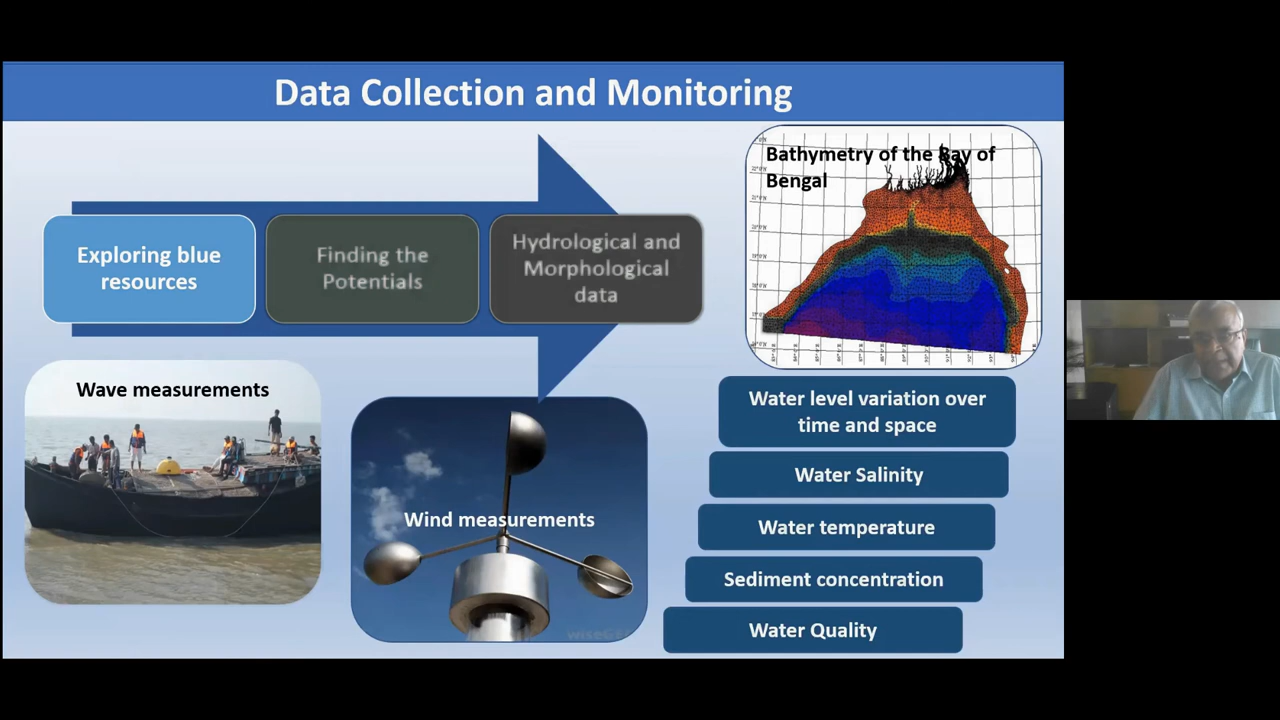 Data Collection and Monitoring
Exploring blue
resources
Finding the
Potentials
Hydrological and
Morphological
data
Bathymetry of the Bay of
Bengal
Wave measurements
Wind measurements
Water level variation over
time and space
Water Salinity
Water temperature
Sediment concentration
Water Quality